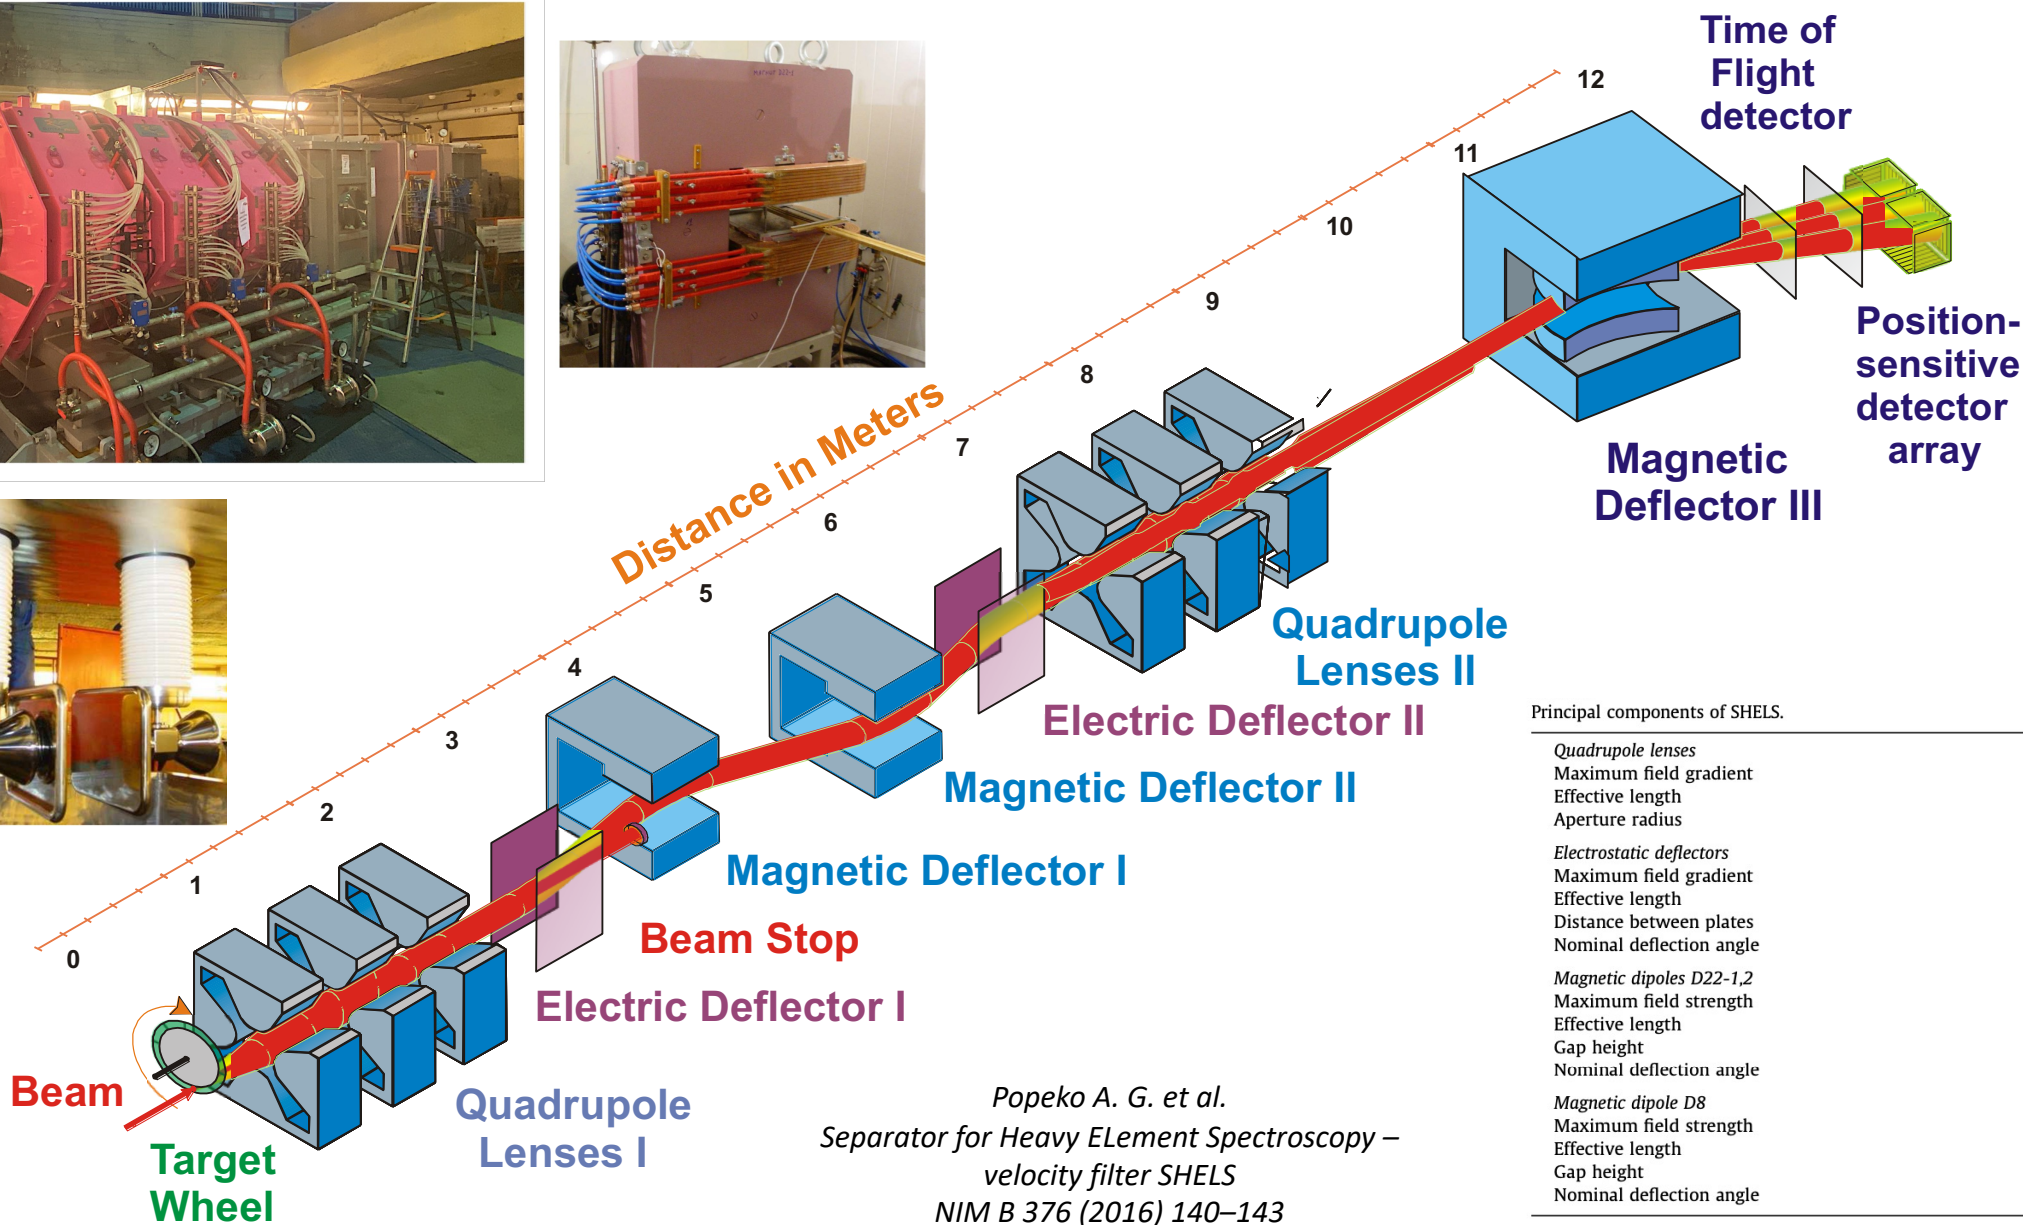 Time of
Flight
detector
12
11
10
9
8
7
6
5
4
3
2
1
0
Distance in Meters
Position-
sensitive
detector
array
Magnetic
Deflector III
Quadrupole
Lenses II
Electric Deflector II
Magnetic Deflector II
Magnetic Deflector I
Beam Stop
Electric Deflector I
Quadrupole
Lenses I
Beam
Target
Wheel
Popeko A. G. et al.
Separator for Heavy ELement Spectroscopy –
velocity filter SHELS
NIM B 376 (2016) 140–143
Principal components of SHELS.
Quadrupole lenses
Maximum field gradient
Effective length
Aperture radius
Electrostatic deflectors
Maximum field gradient
Effective length
Distance between plates
Nominal deflection angle
Magnetic dipoles D22-1,2
Maximum field strength
Effective length
Gap height
Nominal deflection angle
Magnetic dipole D8
Maximum field strength
Effective length
Gap height
Nominal deflection angle